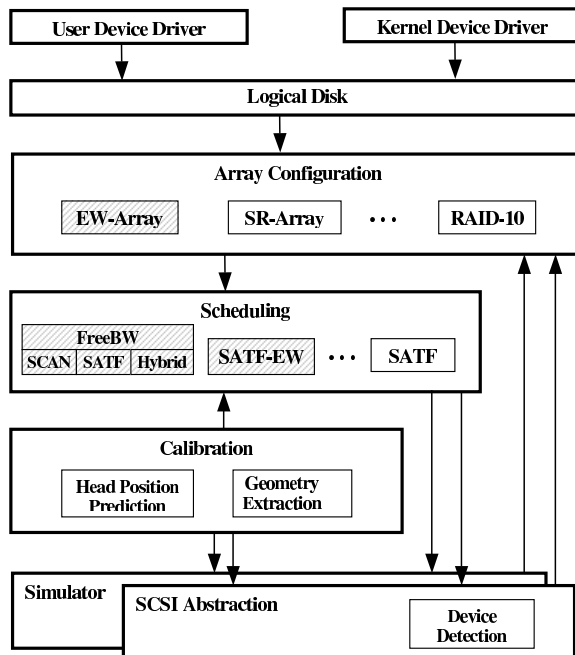 User Device Driver
Kernel Device Driver
Logical Disk
Array Configuration
EW-Array
SR-Array
...
RAID-10
Scheduling
FreeBW
SCAN
SATF
Hybrid
SATF-EW
...
SATF
Calibration
Head Position
Prediction
Geometry
Extraction
Simulator
SCSI Abstraction
Device
Detection